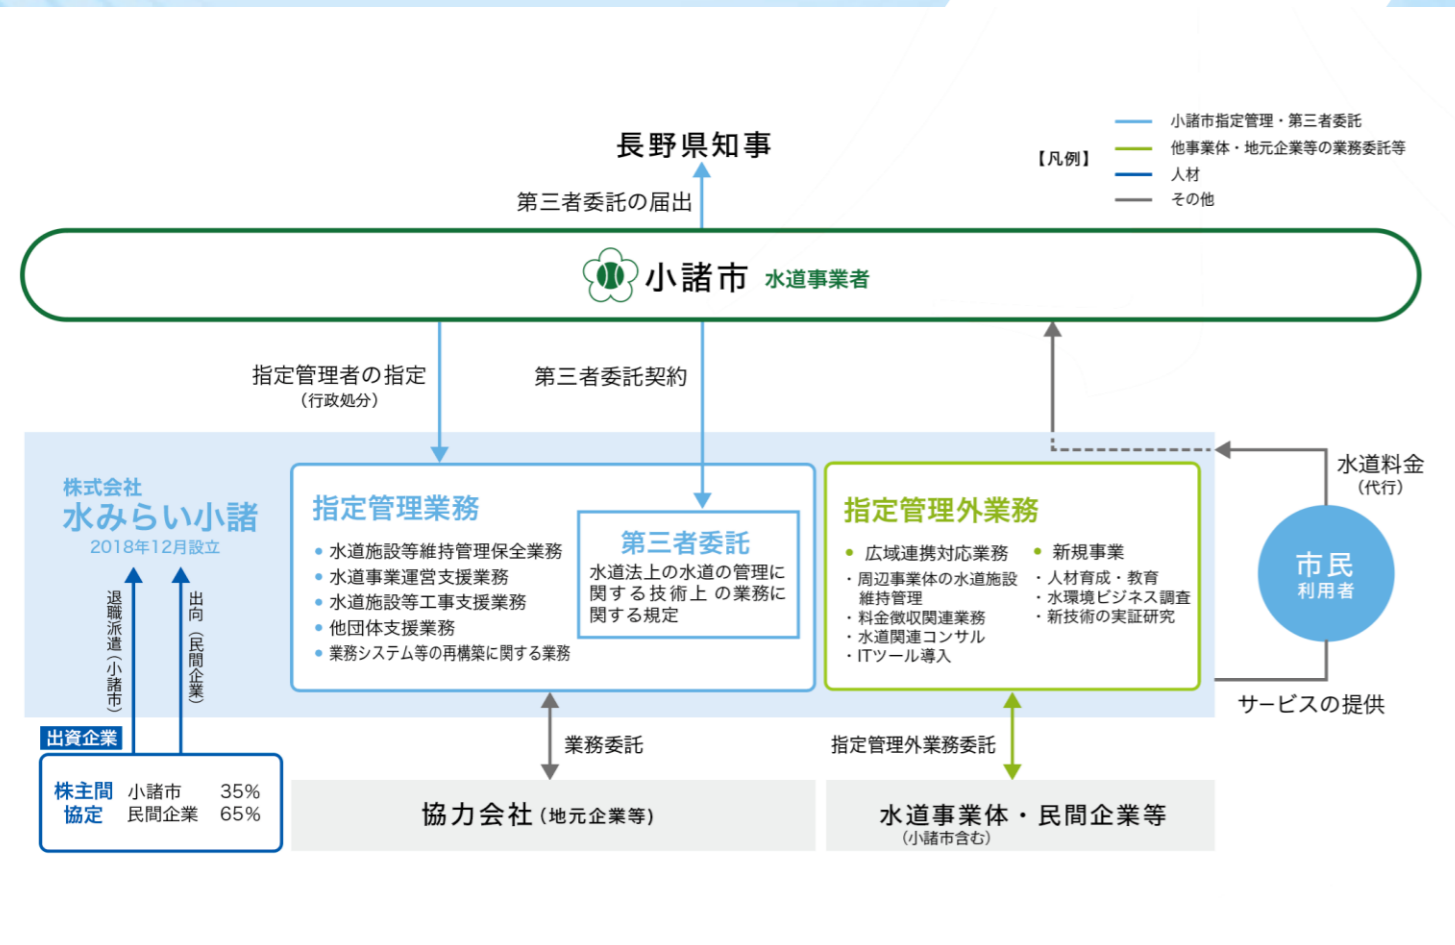 長野県知事
第三者委託の届出
【凡例】
小諸市指定管理・第三者委託
他事業体・地元企業等の業務委託等
人材
その他
小諸市 水道事業者
指定管理者の指定
（行政処分）
第三者委託契約
水道料金
（代行）
株式会社
水みらい小諸
2018年12月設立
退職派遣（小諸市）
出向（民間企業）
指定管理業務
• 水道施設等維持管理保全業務
• 水道事業運営支援業務
• 水道施設等工事支援業務
• 他団体支援業務
• 業務システム等の再構築に関する業務
第三者委託
水道法上の水道の管理に
関する技術上 の業務に
関する規定
指定管理外業務
• 広域連携対応業務
・周辺事業体の水道施設
維持管理
・料金徴収関連業務
・水道関連コンサル
・ITツール導入
• 新規事業
・人材育成・教育
・水環境ビジネス調査
・新技術の実証研究
市民
利用者
サービスの提供
出資企業
株主間
協定
小諸市 35%
民間企業 65%
業務委託
指定管理外業務委託
協力会社（地元企業等)
水道事業体・民間企業等
（小諸市含む）